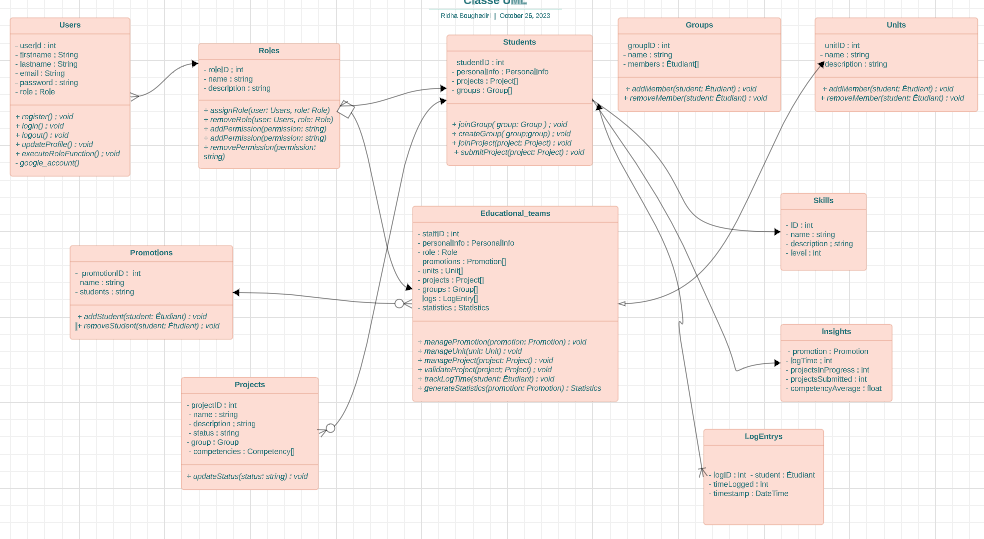 Classe UML
Ridha Boughediri | October 26, 2023
Users
- userId : int
- firstname : String
- lastname : String
- email : String
- password : string
- role : Role
+ register() : void
+ login() : void
+ logout() : void
+ updateProfile() : void
+ executeRoleFunction() : void
- google_account()
Roles
- roleID : int
- name : string
- description : string
+ assignRole(user: Users, role: Role)
+ removeRole(user: Users, role: Role)
+ addPermission(permission: string)
+ addPermission(permission: string)
+ removePermission(permission:
string)
Students
studentID : int
- personalInfo : PersonalInfo
- projects : Project[]
- groups : Group[]
+ joinGroup( group: Group ) : void
+ createGroup( group:group) : void
+ joinProject(project: Project) : void
+ submitProject(project: Project) : void
Groups
groupID : int
- name : string
- members : Étudiant[]
+ addMember(student: Étudiant) : void
+ removeMember(student: Étudiant) : void
Units
unitID : int
- name : string
description : string
+ addMember(student: Étudiant) : void
+ removeMember(student: Étudiant) : void
Educational_teams
- staffID : int
- personalInfo : PersonalInfo
- role : Role
promotions : Promotion[]
- units : Unit[]
- projects : Project[]
- groups : Group[]
logs : LogEntry[]
- statistics : Statistics
+ managePromotion(promotion: Promotion) : void
+ manageUnit(unit: Unit) : void
+ manageProject(project: Project) : void
+ validateProject(project: Project) : void
+ trackLogTime(student: Étudiant) : void
+ generateStatistics(promotion: Promotion) : Statistics
Skills
- ID : int
- name : string
- description : string
- level : int
Promotions
- promotionID : int
name : string
- students : string
+ addStudent(student: Étudiant) : void
+ removeStudent(student: Étudiant) : void
Insights
- promotion : Promotion
- logTime : int
- projectsInProgress : int
- projectsSubmitted : int
- competencyAverage : float
Projects
- projectID : int
- name : string
- description : string
- status : string
- group : Group
- competencies : Competency[]
+ updateStatus(status: string) : void
LogEntrys
- logID : int - student : Étudiant
- timeLogged : Int
- timestamp : DateTime